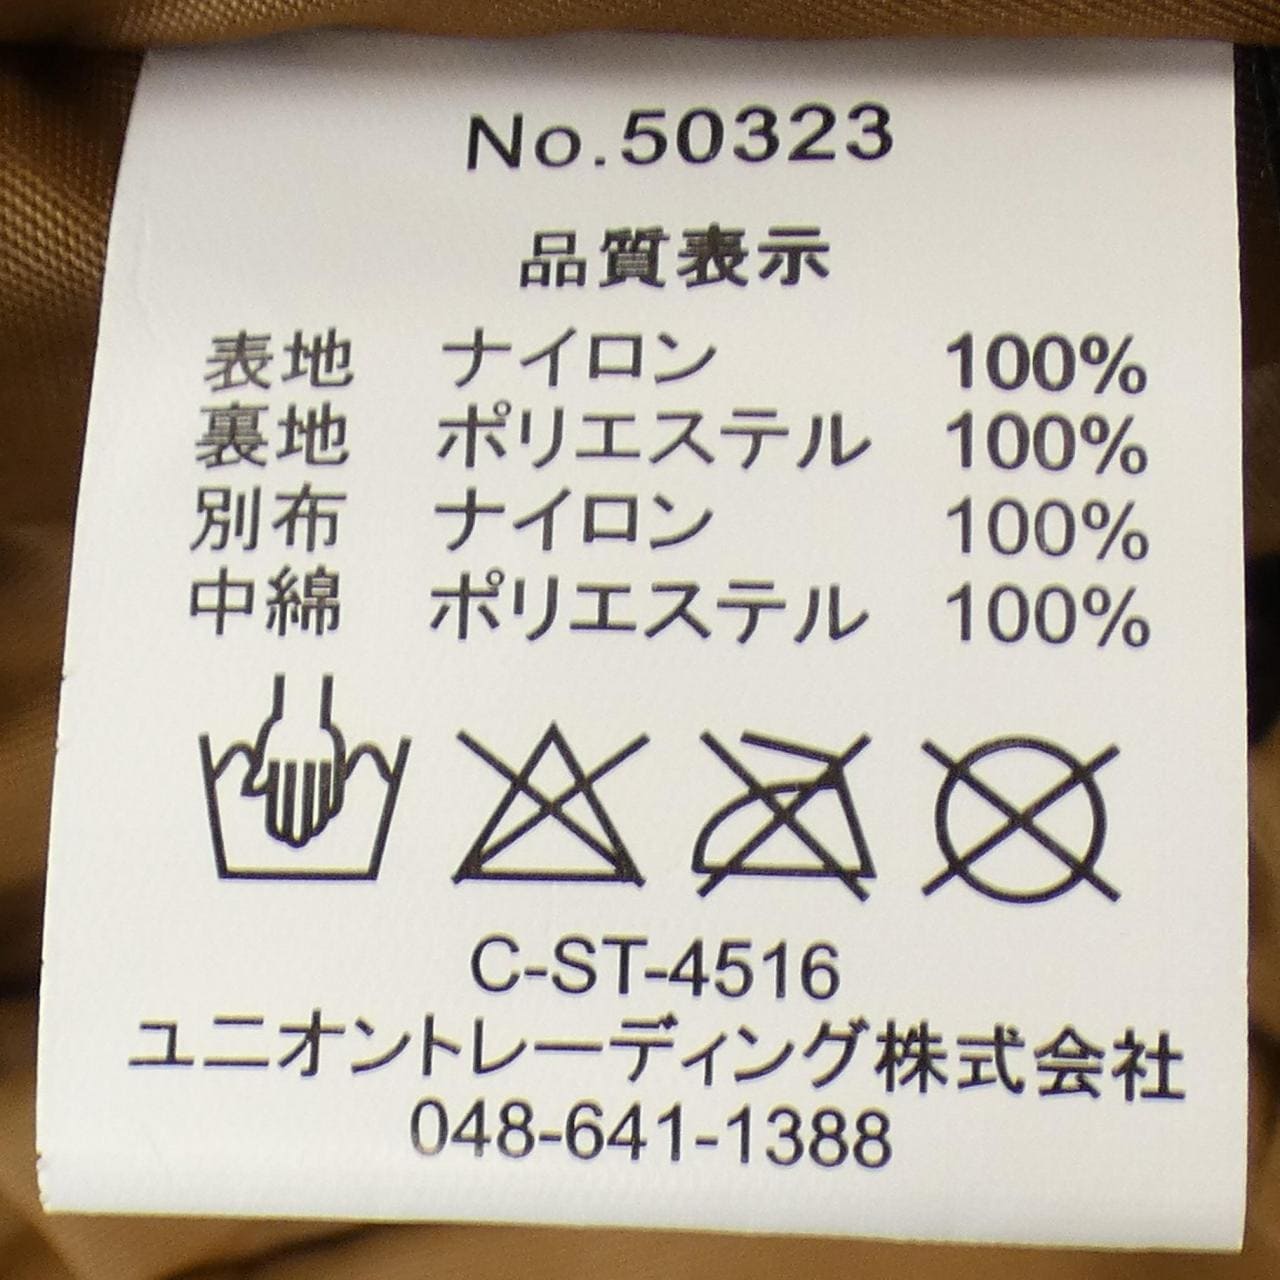 No.50323
品質表示
表地 ナイロン 100%
裏地 ポリエステル 100%
別布 ナイロン 100%
中綿 ポリエステル 100%
C-ST-4516
ユニオントレーディング株式会社
048-641-1388